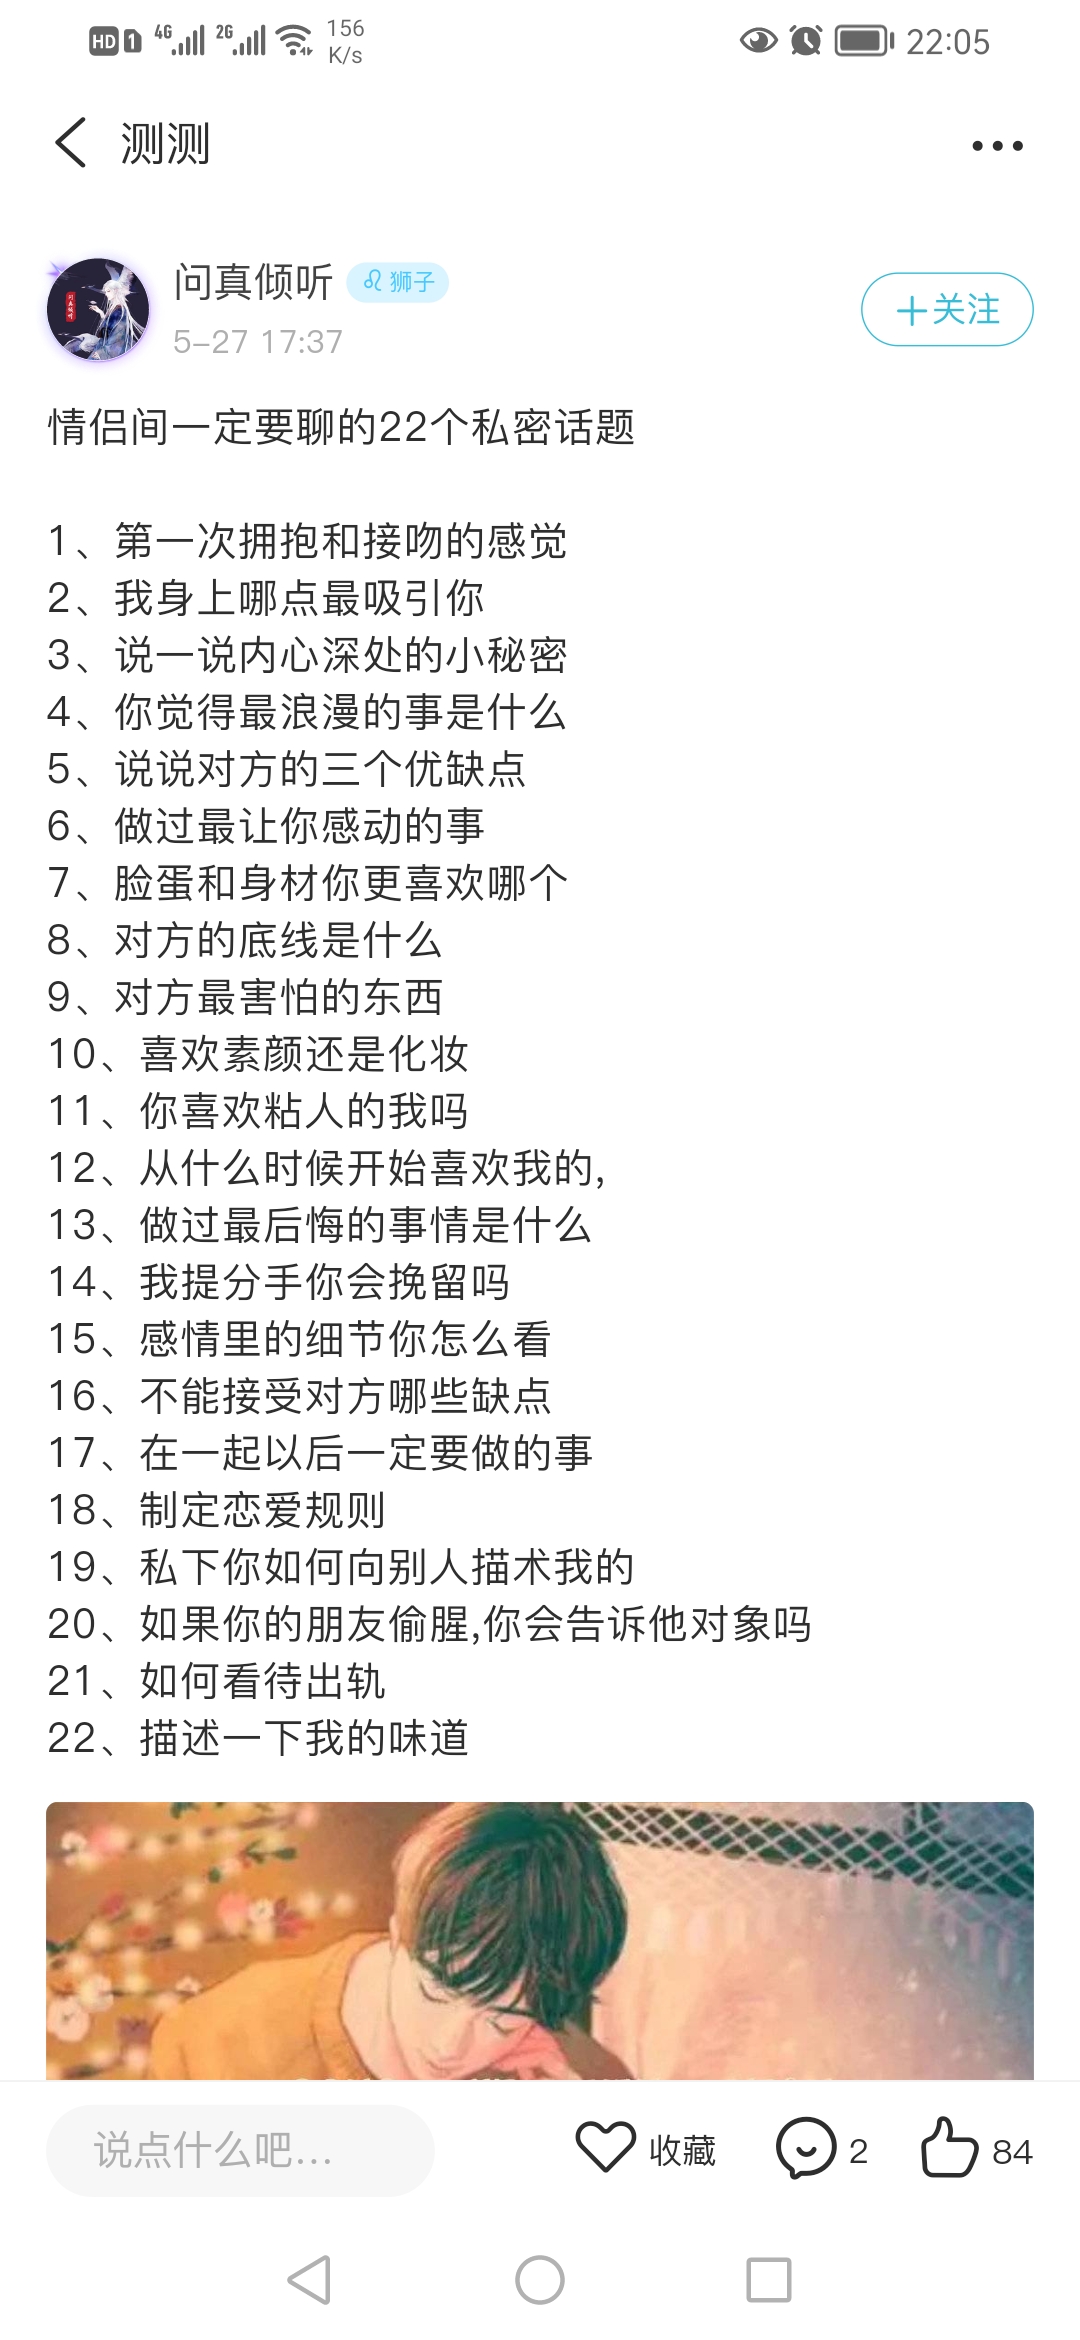 HD 1 4G 2G 156 K/s 22:05
测测
问真倾听 狮子
5-27 17:37
+关注
情侣间一定要聊的22个私密话题
1、第一次拥抱和接吻的感觉
2、我身上哪点最吸引你
3、说一说内心深处的小秘密
4、你觉得最浪漫的事是什么
5、说说对方的三个优缺点
6、做过最让你感动的事
7、脸蛋和身材你更喜欢哪个
8、对方的底线是什么
9、对方最害怕的东西
10、喜欢素颜还是化妆
11、你喜欢粘人的我吗
12、从什么时候开始喜欢我的,
13、做过最后悔的事情是什么
14、我提分手你会挽留吗
15、感情里的细节你怎么看
16、不能接受对方哪些缺点
17、在一起以后一定要做的事
18、制定恋爱规则
19、私下你如何向别人描术我的
20、如果你的朋友偷腥,你会告诉他对象吗
21、如何看待出轨
22、描述一下我的味道
说点什么吧... 收藏 2 84